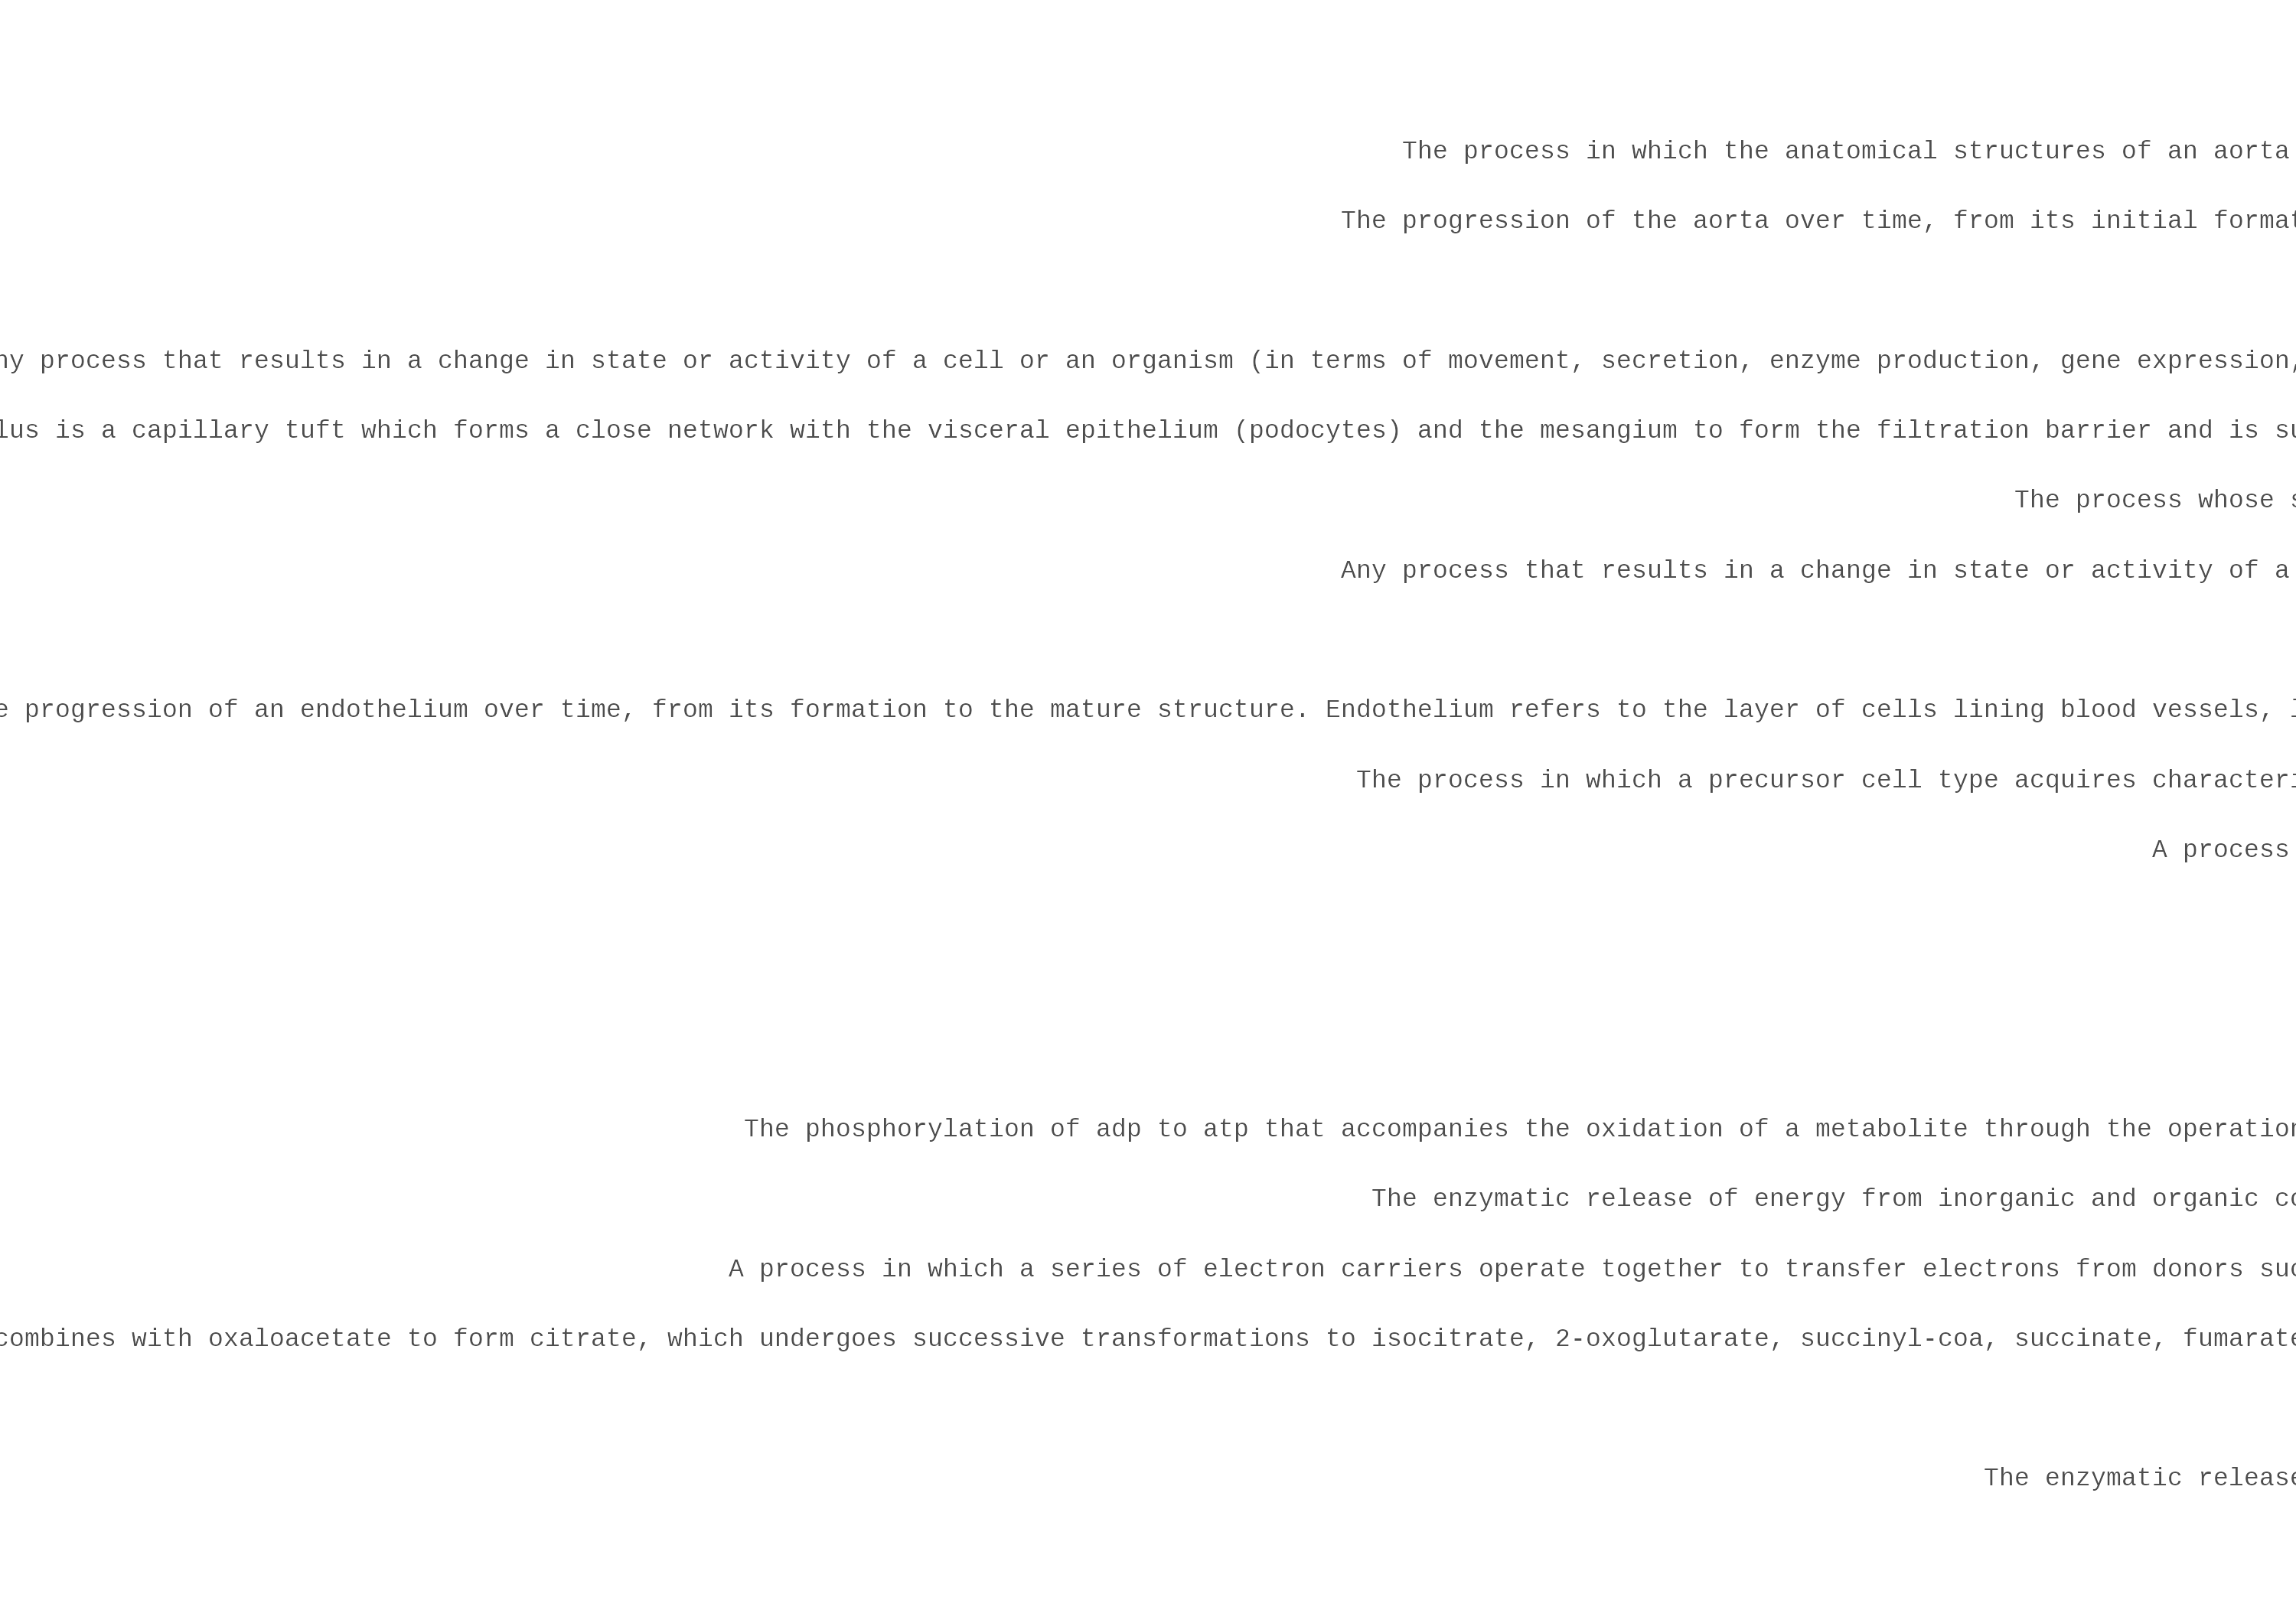 The process in which the anatomical structures of an aorta
The progression of the aorta over time, from its initial
process that results in a change in state or activity of a cell or an organism (in terms of movement, secretion, enzyme production, gene expression,
is a capillary tuft which forms a close network with the visceral epithelium (podocytes) and the mesangium to form the filtration barrier and is
The process whose
Any process that results in a change in state or activity of a
progression of an endothelium over time, from its formation to the mature structure. Endothelium refers to the layer of cells lining blood vessels,
The process in which a precursor cell type acquires
A process
The phosphorylation of adp to atp that accompanies the oxidation of a metabolite through the operation
The enzymatic release of energy from inorganic and organic
A process in which a series of electron carriers operate together to transfer electrons from donors
combines with oxaloacetate to form citrate, which undergoes successive transformations to isocitrate, 2-oxoglutarate, succinyl-coa, succinate, fumarate
The enzymatic release